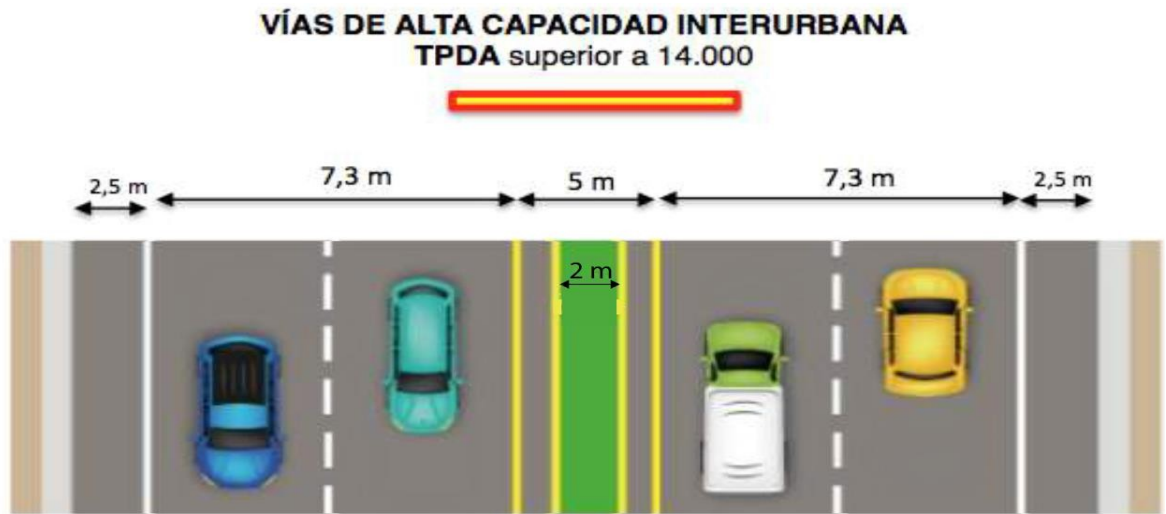 VÍAS DE ALTA CAPACIDAD INTERURBANA
TPDA superior a 14.000
2,5 m
7,3 m
5 m
7,3 m
2,5 m
2 m